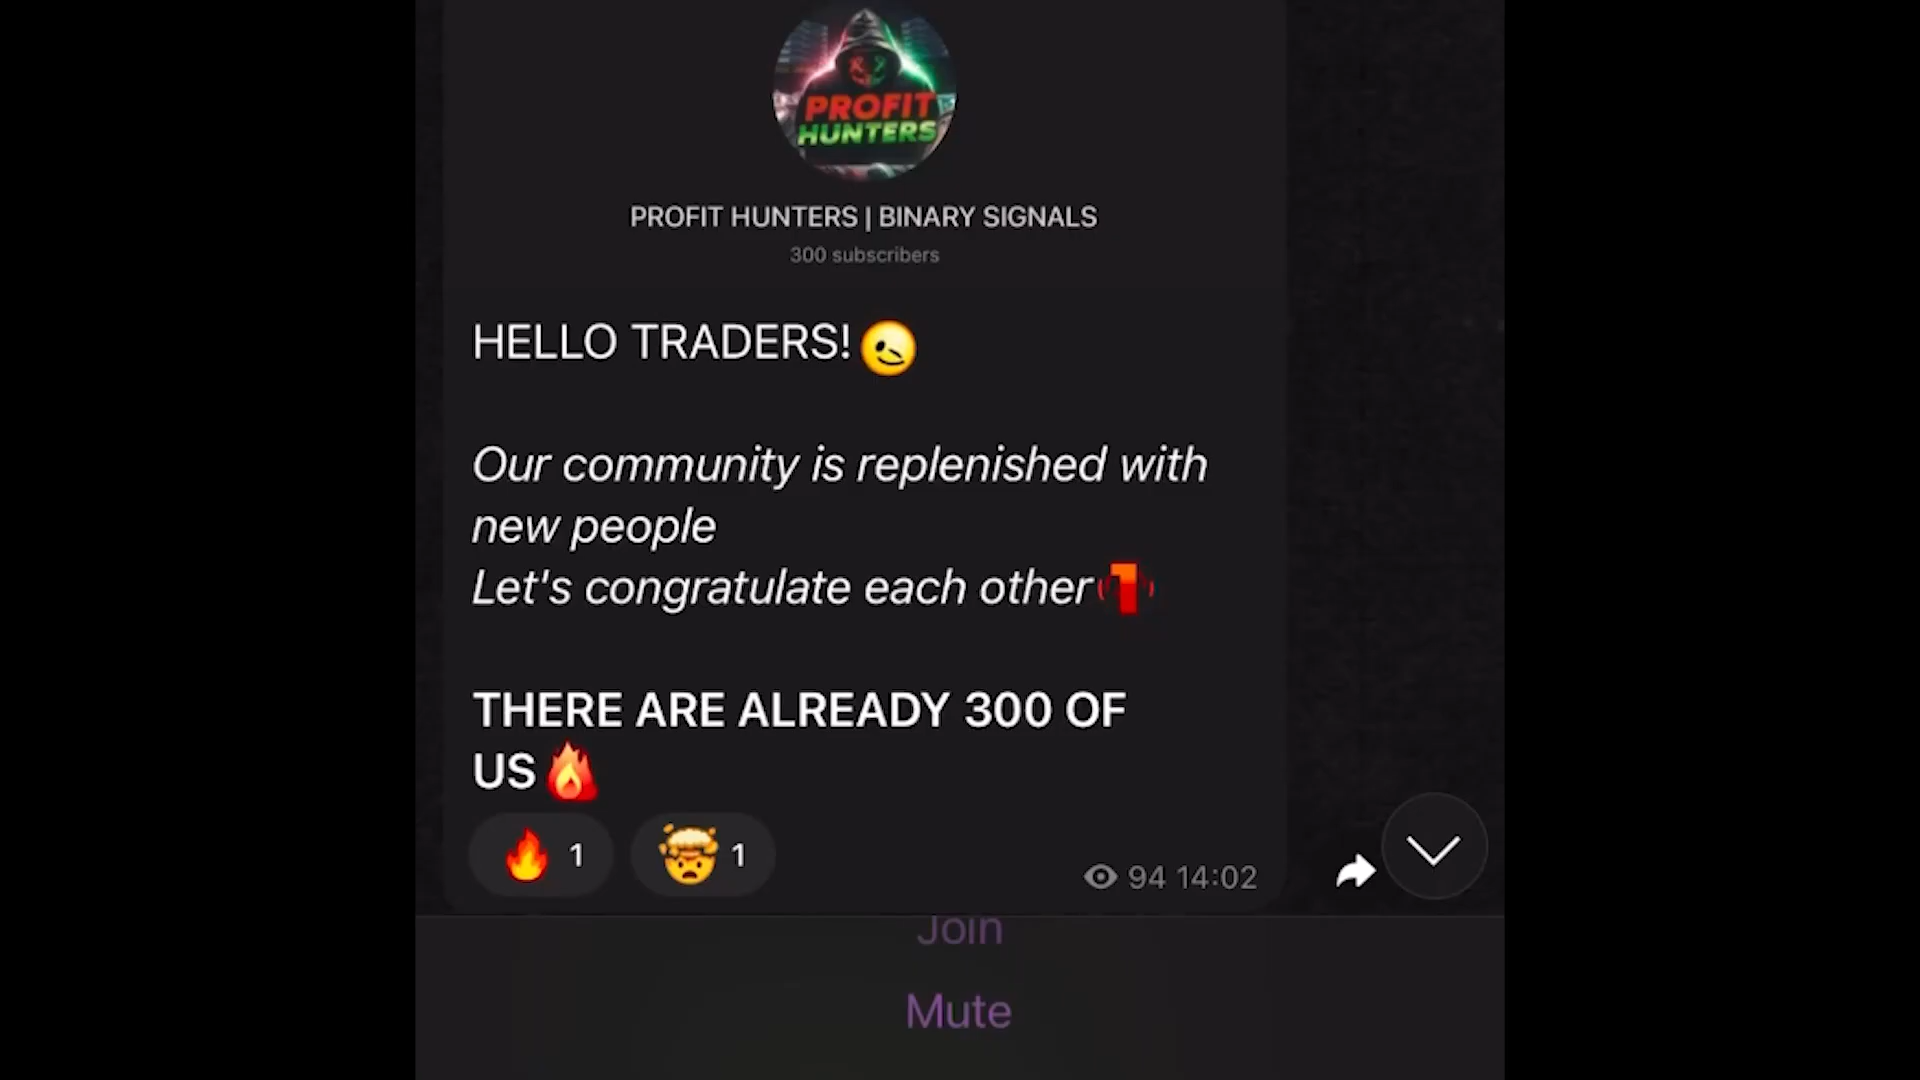 PROFIT
HUNTERS
PROFIT HUNTERS | BINARY SIGNALS
300 subscribers
HELLO TRADERS! 😉
Our community is replenished with
new people
Let's congratulate each other
THERE ARE ALREADY 300 OF
US 🔥
🔥 1 🤯 1
94 14:02
Join
Mute